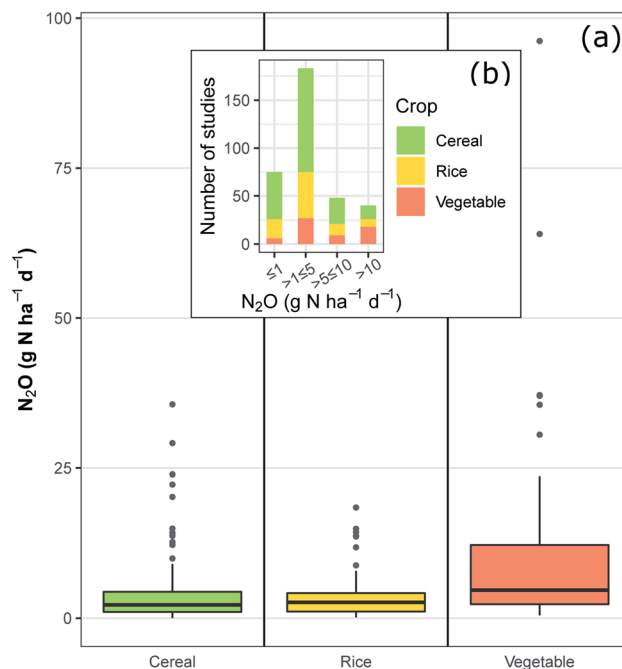 100
(a)
(b)
Number of studies
150
100
50
0
≤1
>1≤5
>5≤10
>10
N₂O (g N ha⁻¹ d⁻¹)
Crop
Cereal
Rice
Vegetable
75
50
25
0
N₂O (g N ha⁻¹ d⁻¹)
Cereal
Rice
Vegetable